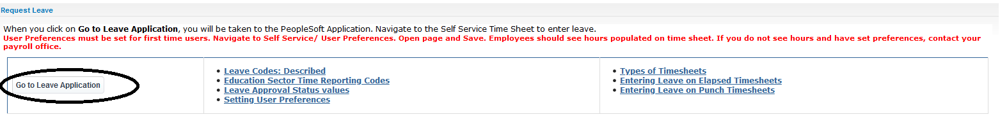 Request Leave
When you click on Go to Leave Application, you will be taken to the PeopleSoft Application. Navigate to the Self Service Time Sheet to enter leave.
User Preferences must be set for first time users. Navigate to Self Service/ User Preferences. Open page and Save. Employees should see hours populated on time sheet. If you do not see hours and have set preferences, contact your
payroll office.
Go to Leave Application
• Leave Codes: Described
• Education Sector Time Reporting Codes
• Leave Approval Status values
• Setting User Preferences
• Types of Timesheets
• Entering Leave on Elapsed Timesheets
• Entering Leave on Punch Timesheets